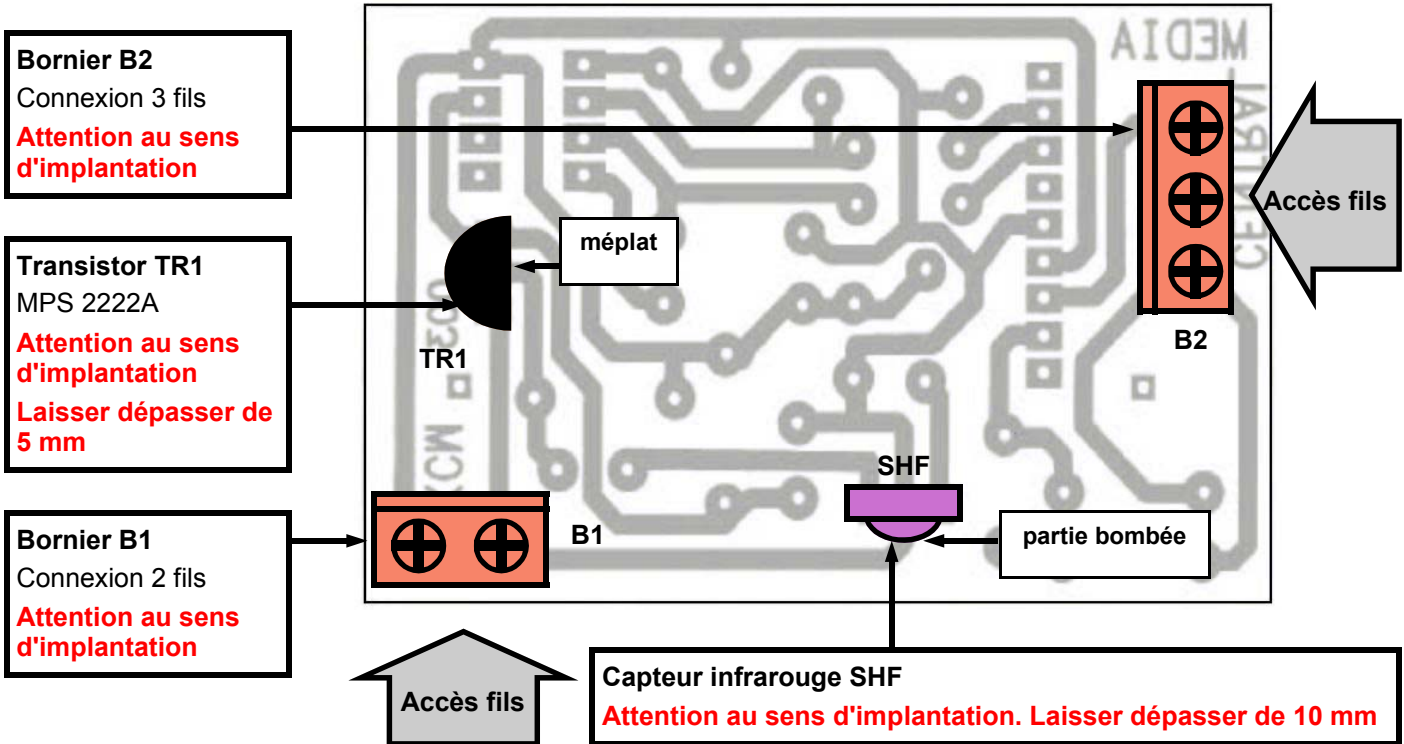 Bornier B2
Connexion 3 fils
Attention au sens
d'implantation
Transistor TR1
MPS 2222A
Attention au sens
d'implantation
Laisser dépasser de
5 mm
Bornier B1
Connexion 2 fils
Attention au sens
d'implantation
MEDIA
méplat
TR1
Accès fils
B2
SHF
B1
partie bombée
Accès fils
Capteur infrarouge SHF
Attention au sens d'implantation. Laisser dépasser de 10 mm